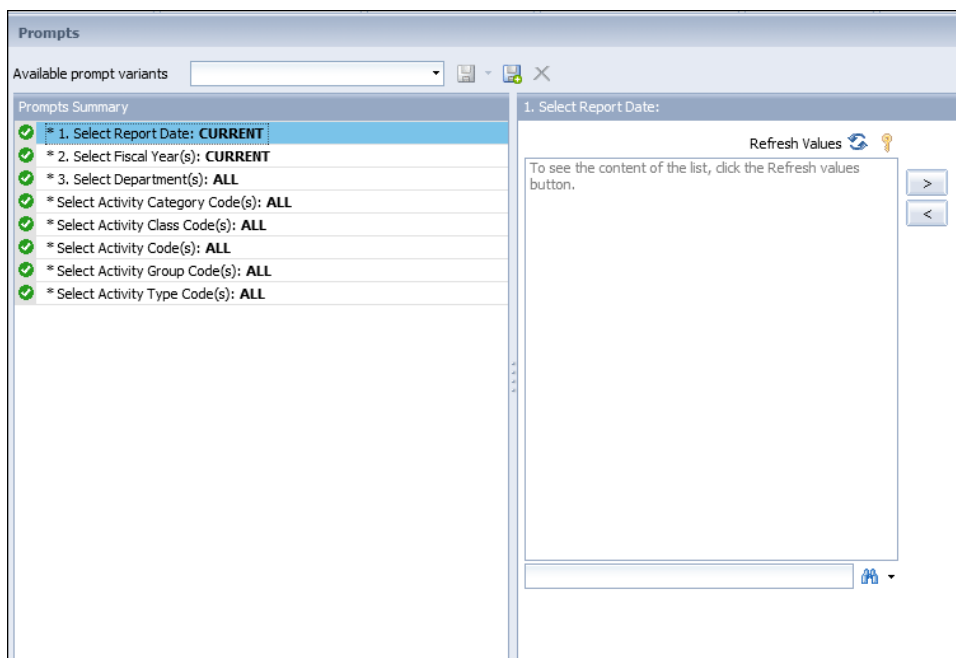 Prompts
Available prompt variants
Prompts Summary
* 1. Select Report Date: CURRENT
* 2. Select Fiscal Year(s): CURRENT
* 3. Select Department(s): ALL
* Select Activity Category Code(s): ALL
* Select Activity Class Code(s): ALL
* Select Activity Code(s): ALL
* Select Activity Group Code(s): ALL
* Select Activity Type Code(s): ALL
1. Select Report Date:
Refresh Values
To see the content of the list, click the Refresh values
button.
>
<